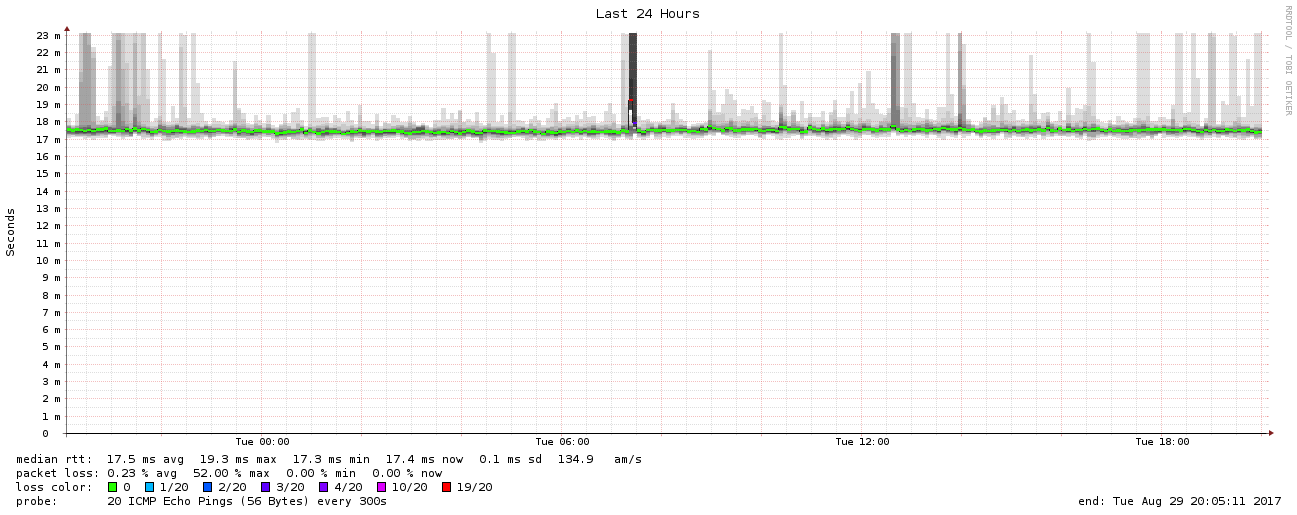 Last 24 Hours
RRDTOOL / TOBI OETIKER
Seconds
23 m
22 m
21 m
20 m
19 m
18 m
17 m
16 m
15 m
14 m
13 m
12 m
11 m
10 m
9 m
8 m
7 m
6 m
5 m
4 m
3 m
2 m
1 m
0
Tue 00:00 Tue 06:00 Tue 12:00 Tue 18:00
median rtt: 17.5 ms avg 19.3 ms max 17.3 ms min 17.4 ms now 0.1 ms sd 134.9 am/s
packet loss: 0.23 % avg 52.00 % max 0.00 % min 0.00 % now
loss color: 0 1/20 2/20 3/20 4/20 10/20 19/20
probe: 20 ICMP Echo Pings (56 Bytes) every 300s end: Tue Aug 29 20:05:11 2017